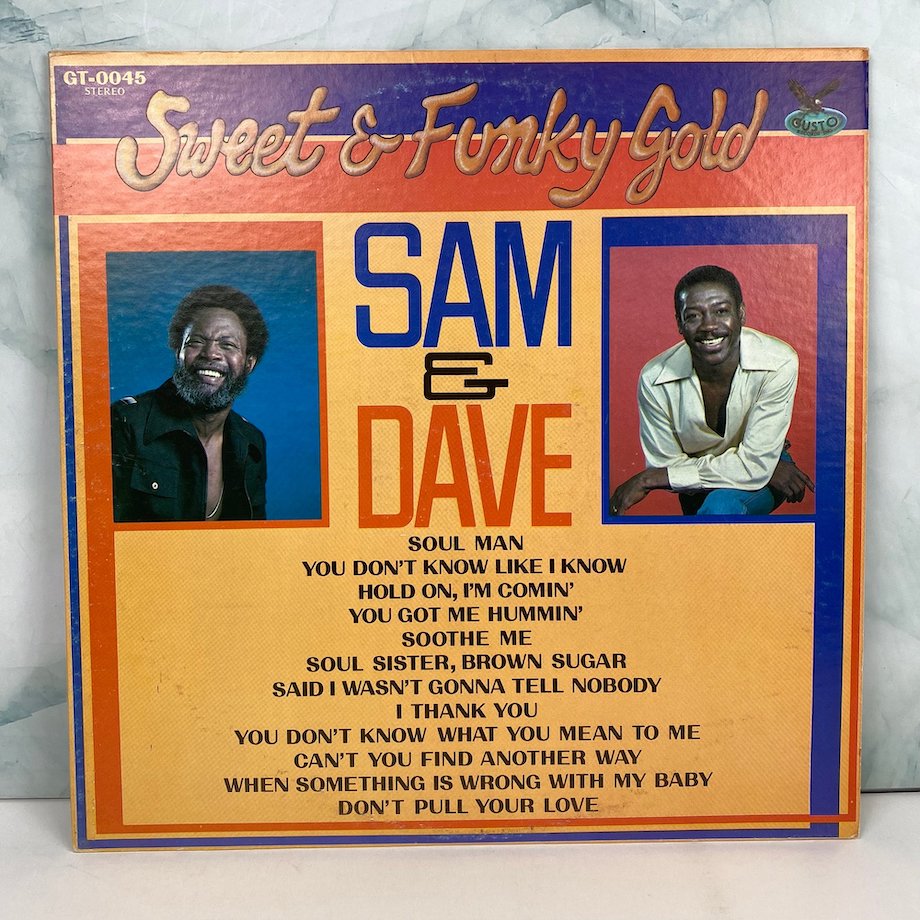 GT-0045
STEREO
Sweet & Funky Gold
GUSTO
SAM
&
DAVE
SOUL MAN
YOU DON'T KNOW LIKE I KNOW
HOLD ON, I'M COMIN'
YOU GOT ME HUMMIN'
SOOTHE ME
SOUL SISTER, BROWN SUGAR
SAID I WASN'T GONNA TELL NOBODY
I THANK YOU
YOU DON'T KNOW WHAT YOU MEAN TO ME
CAN'T YOU FIND ANOTHER WAY
WHEN SOMETHING IS WRONG WITH MY BABY
DON'T PULL YOUR LOVE